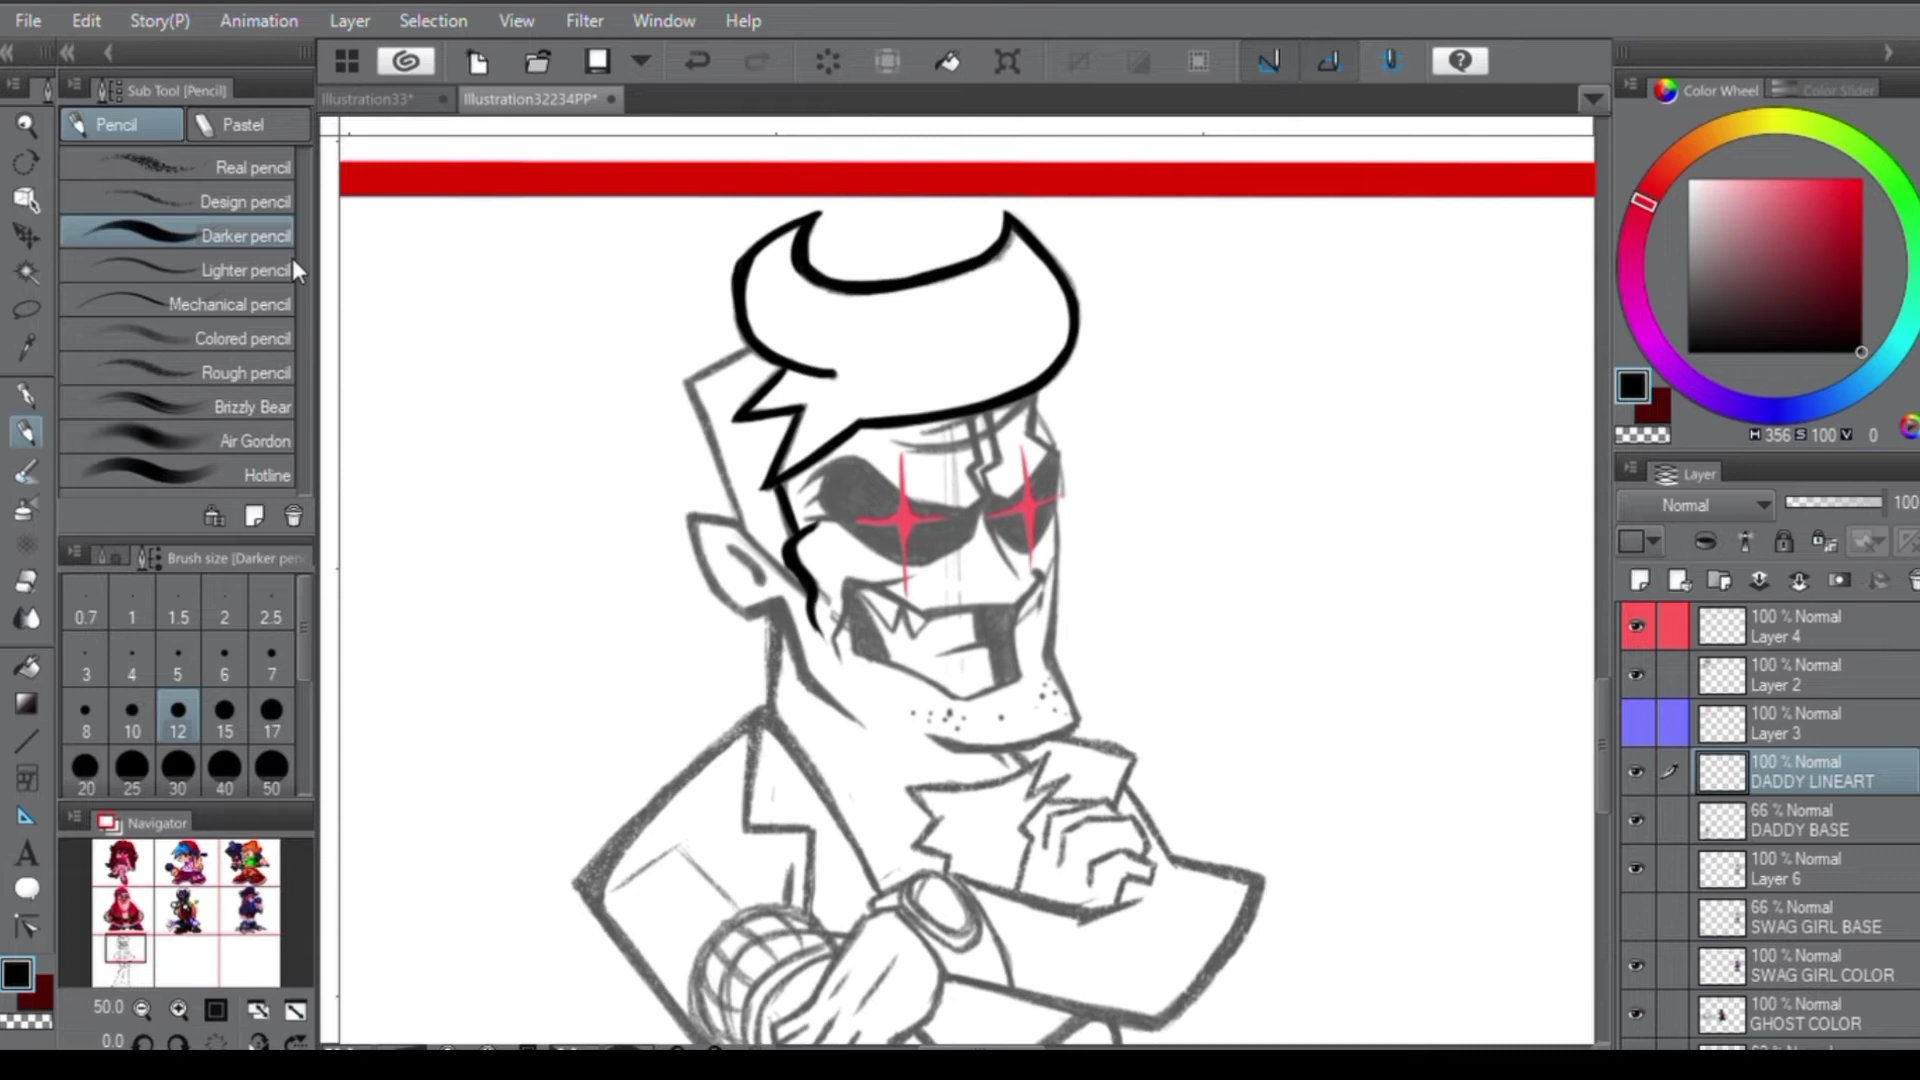 File Edit Story(P) Animation Layer Selection View Filter Window Help
Sub Tool [Pencil]
Pencil Pastel
Real pencil
Design pencil
Darker pencil
Lighter pencil
Mechanical pencil
Colored pencil
Rough pencil
Brizzly Bear
Air Gordon
Hotline
Brush size [Darker pen
0.7 1 1.5 2 2.5
3 4 5 6 7
8 10 12 15 17
20 25 30 40 50
Navigator
50.0
0.0
Illustration33* Illustration32234PP*
Color Wheel Color Slider
H 356 S 100 V 0
Layer
Normal 100
100 % Normal
Layer 4
100 % Normal
Layer 2
100 % Normal
Layer 3
100 % Normal
DADDY LINEART
66 % Normal
DADDY BASE
100 % Normal
Layer 6
66 % Normal
SWAG GIRL BASE
100 % Normal
SWAG GIRL COLOR
100 % Normal
GHOST COLOR